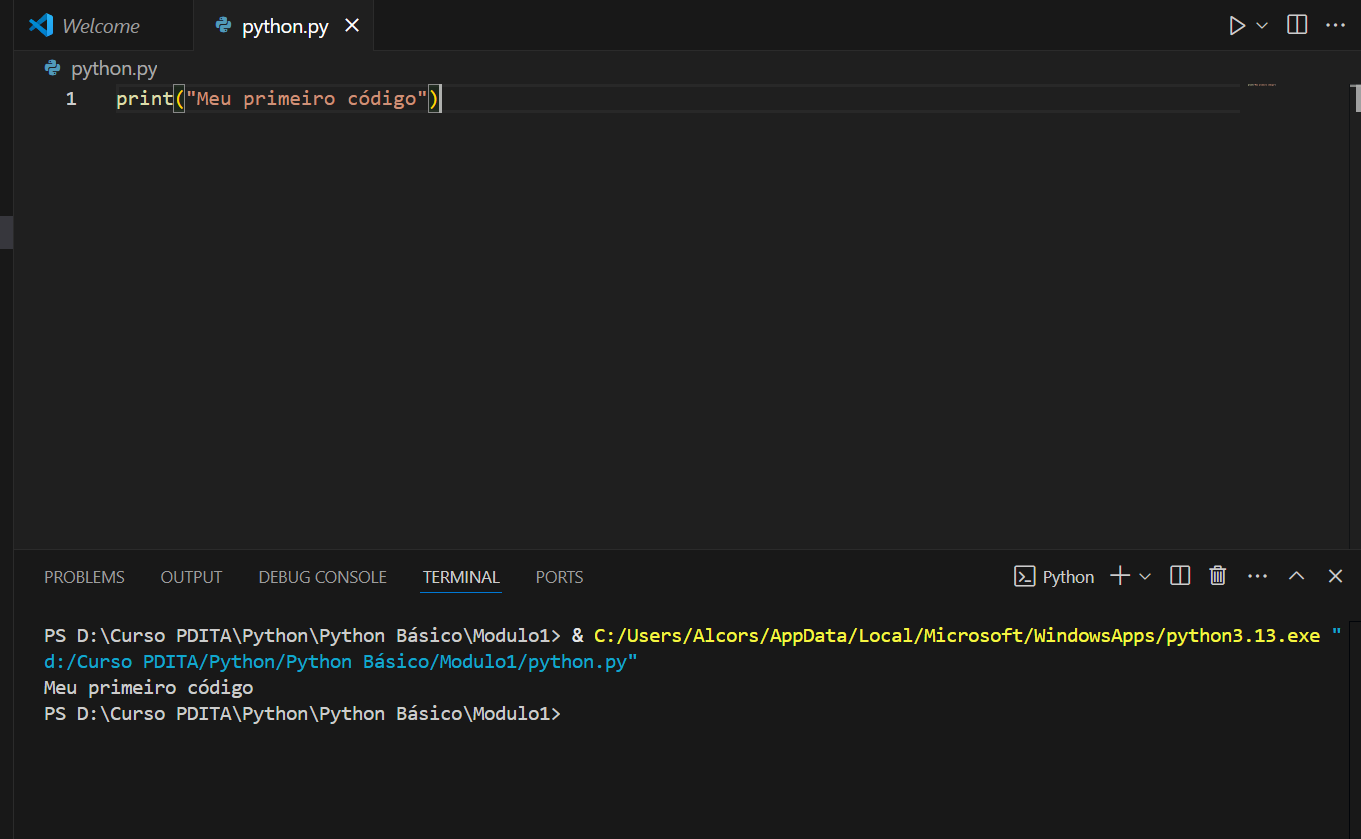 Welcome
python.py
python.py
1 print("Meu primeiro código")
PROBLEMS OUTPUT DEBUG CONSOLE TERMINAL PORTS Python
PS D:\Curso PDITA\Python\Python Básico\Modulo1> & C:/Users/Alcors/AppData/Local/Microsoft/WindowsApps/python3.13.exe "
d:/Curso PDITA/Python/Python Básico/Modulo1/python.py"
Meu primeiro código
PS D:\Curso PDITA\Python\Python Básico\Modulo1>